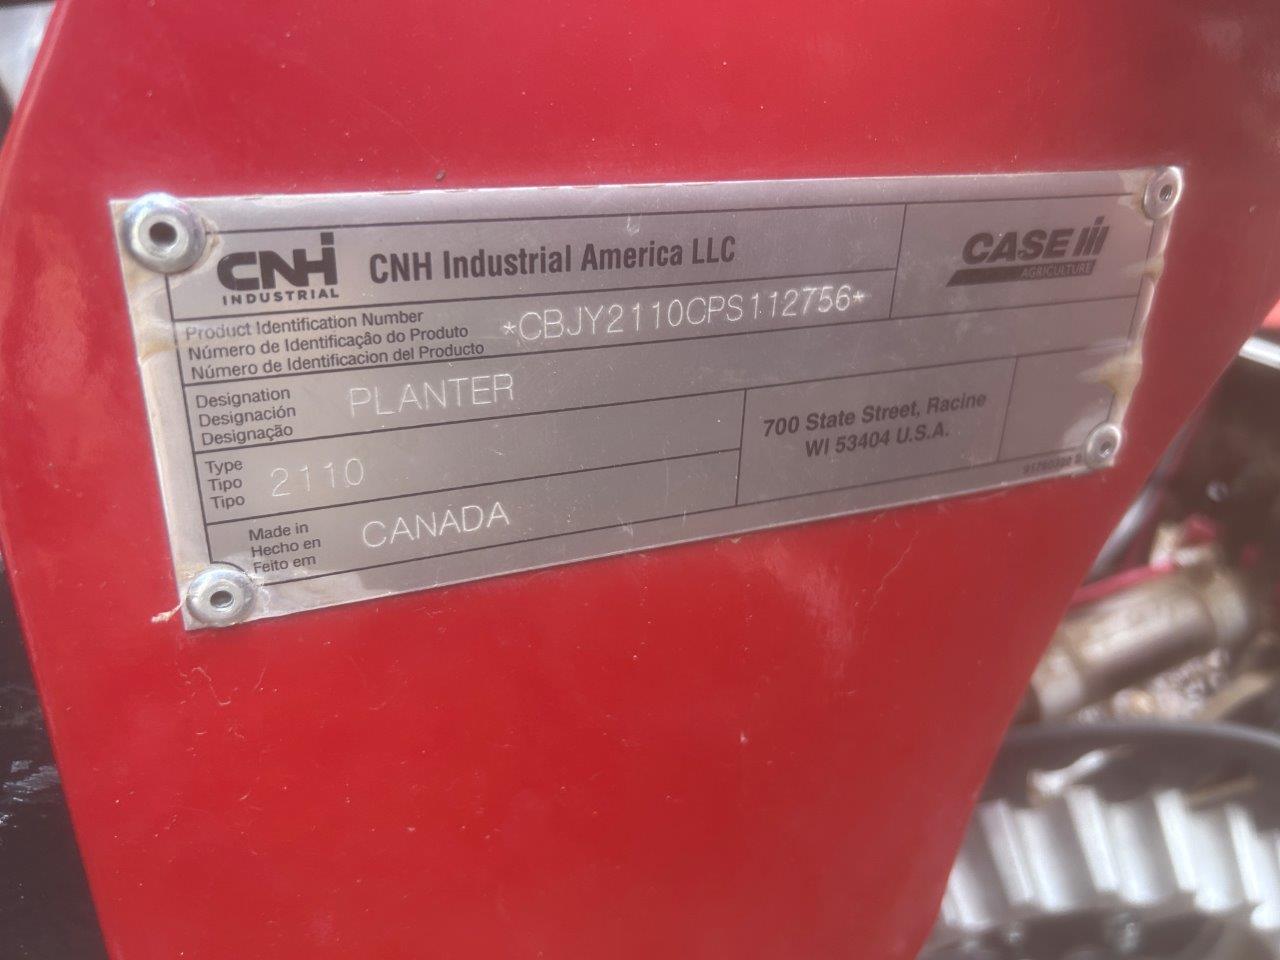 CNH
INDUSTRIAL
CNH Industrial America LLC
CASE IH
AGRICULTURE
Product Identification Number
Número de Identificação do Produto
Número de Identificacion del Producto
*CBJY2110CPS112756*
Designation
Designación
Designação
PLANTER
Type
Tipo
Tipo
2110
700 State Street, Racine
WI 53404 U.S.A.
Made in
Hecho en
Feito em
CANADA